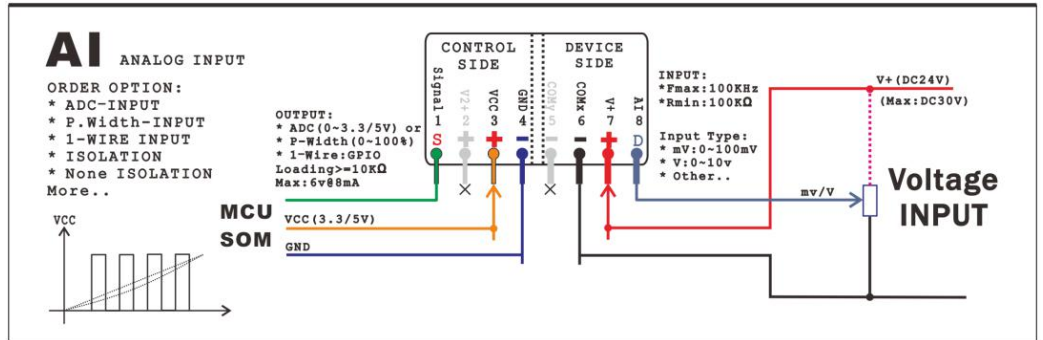 AI ANALOG INPUT
ORDER OPTION:
* ADC-INPUT
* P.Width-INPUT
* 1-WIRE INPUT
* ISOLATION
* None ISOLATION
More..
VCC
OUTPUT:
* ADC(0~3.3/5V) or
* P-Width(0~100%)
* 1-Wire:GPIO
Loading>=10KΩ
Max:6v@8mA
MCU
SOM
VCC(3.3/5V)
GND
CONTROL
SIDE
DEVICE
SIDE
Signal 1
V2+ 2
VCC 3
GND 4
COMv 5
COMx 6
V+ 7
AI 8
S + + - - - + D
INPUT:
*Fmax:100KHz
*Rmin:100KΩ
Input Type:
* mV:0~100mV
* V:0~10v
* Other..
V+(DC24V)
(Max:DC30V)
mv/V
Voltage
INPUT